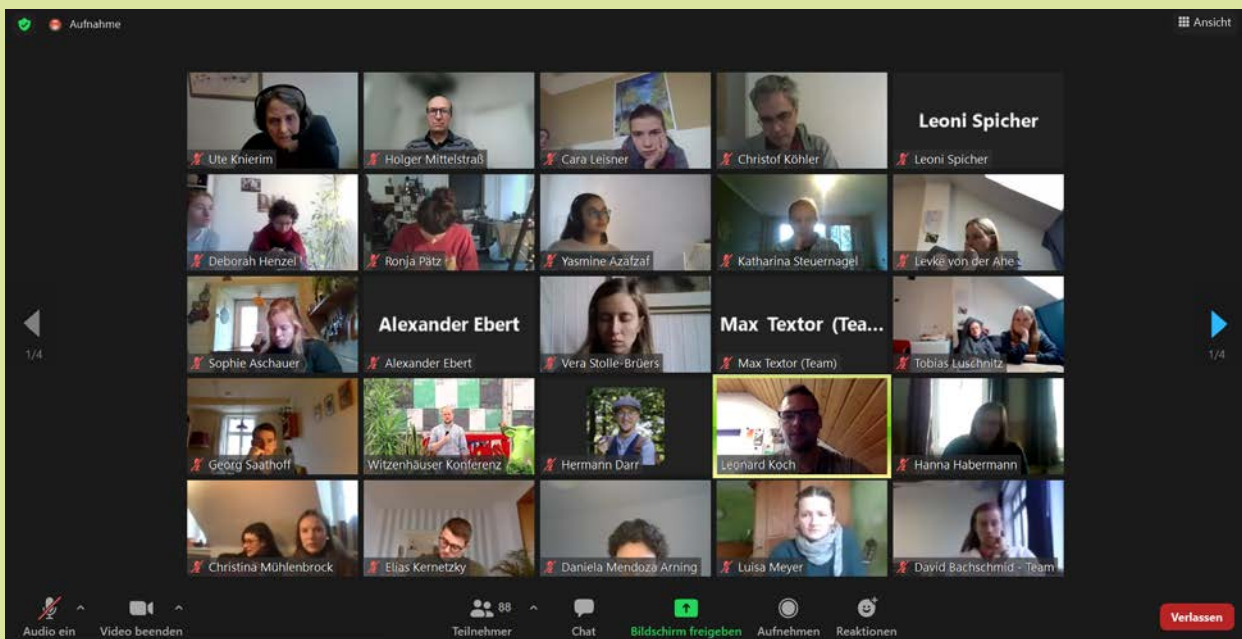 Aufnahme
Ansicht
Ute Knierim
Holger Mittelstraß
Cara Leisner
Christof Köhler
Leoni Spicher
Leoni Spicher
Deborah Henzel
Ronja Pätz
Yasmine Azafzaf
Katharina Steuernagel
Levke von der Ahe
Sophie Aschauer
Alexander Ebert
Alexander Ebert
Vera Stolle-Brüers
Max Textor (Tea...
Max Textor (Team)
Tobias Luschnitz
1/4
1/4
Georg Saathoff
Witzenhäuser Konferenz
Hermann Darr
Leonard Koch
Hanna Habermann
Christina Mühlenbrock
Elias Kernetzky
Daniela Mendoza Arning
Luisa Meyer
David Bachschmid - Team
Audio ein
Video beenden
88
Teilnehmer
Chat
Bildschirm freigeben
Aufnehmen
Reaktionen
Verlassen